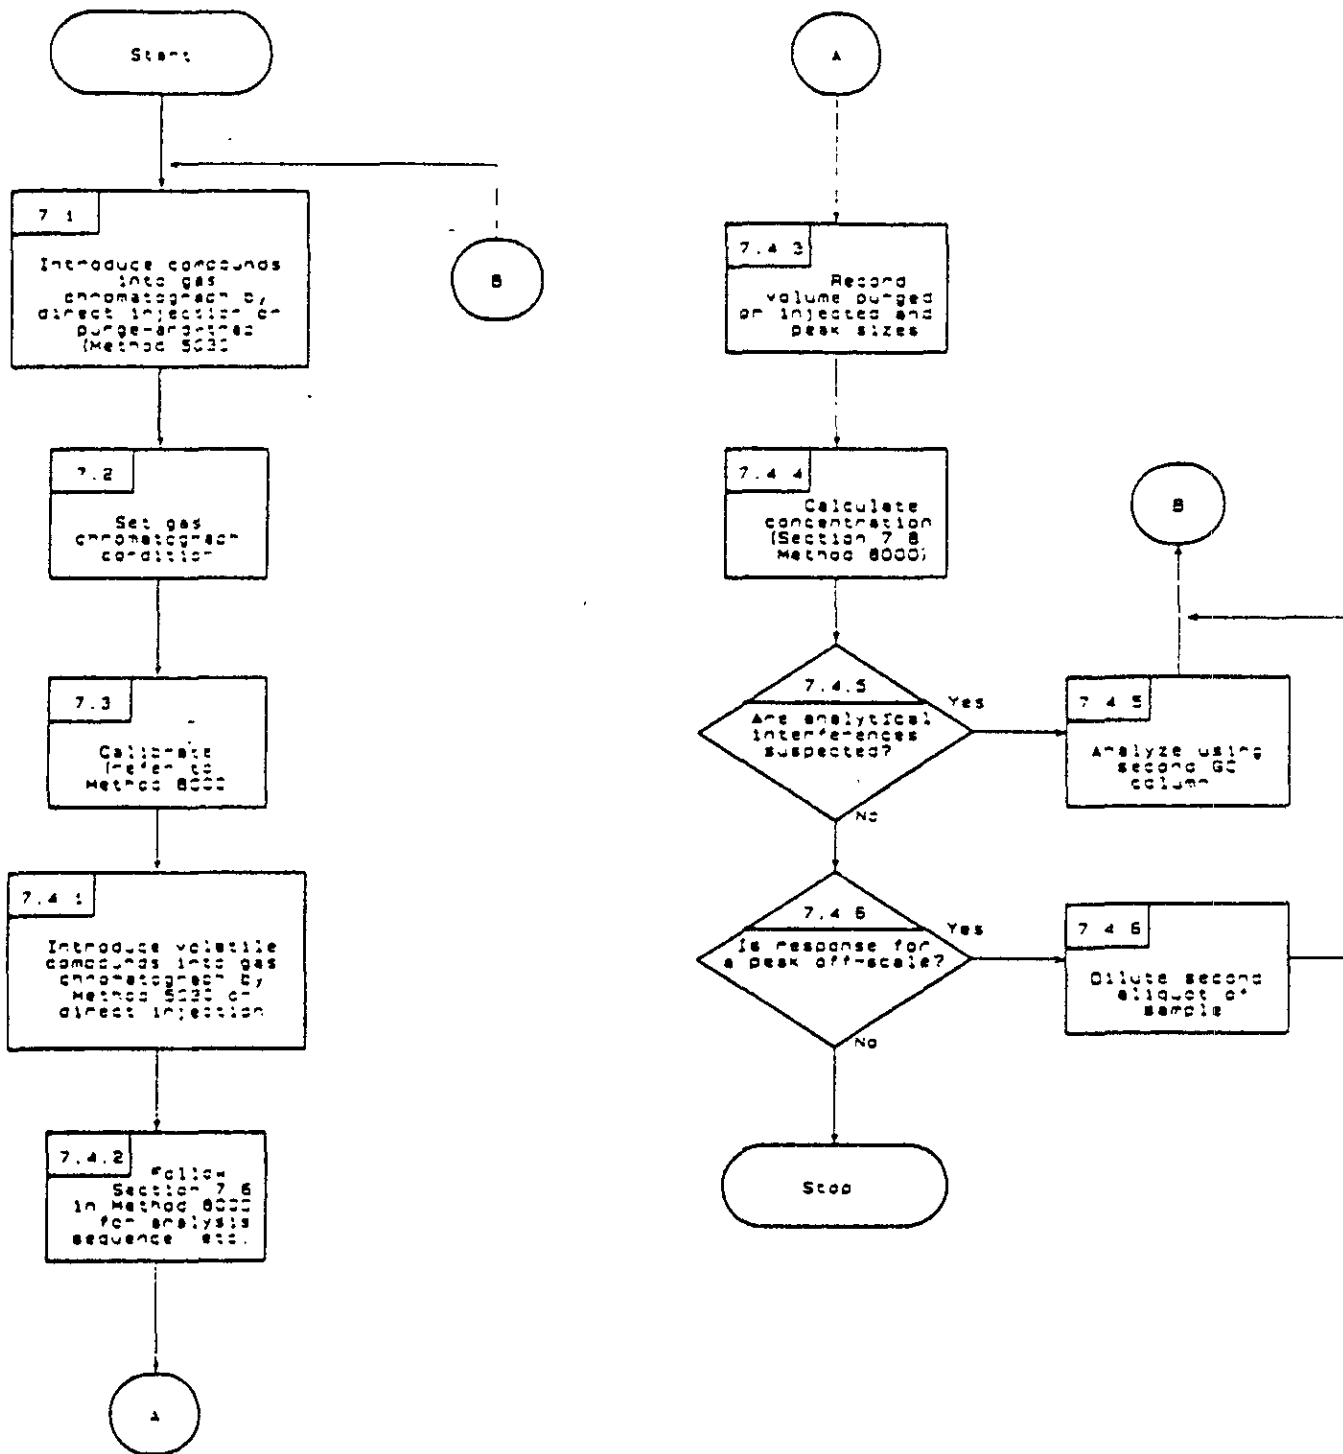 Start
7 1
Introduce compounds
into gas
chromatograph by
direct injection or
purge-and-trap
(Method 5030
B
7.2
Set gas
chromatograph
condition
7.3
Calibrate
(refer to
Method 8000
7.4 1
Introduce volatile
compounds into gas
chromatograph by
Method 5030 or
direct injection
7.4.2
Follow
Section 7 6
in Method 8000
for analysis
sequence etc.
A
A
7.4 3
Record
volume purged
or injected and
peak sizes
7.4 4
Calculate
concentration
(Section 7 8
Method 8000)
B
7.4.5
Are analytical
interferences
suspected?
Yes
No
7 4 5
Analyze using
second GC
column
7.4 6
Is response for
a peak off-scale?
Yes
No
7 4 6
Dilute second
aliquot of
sample
Stop